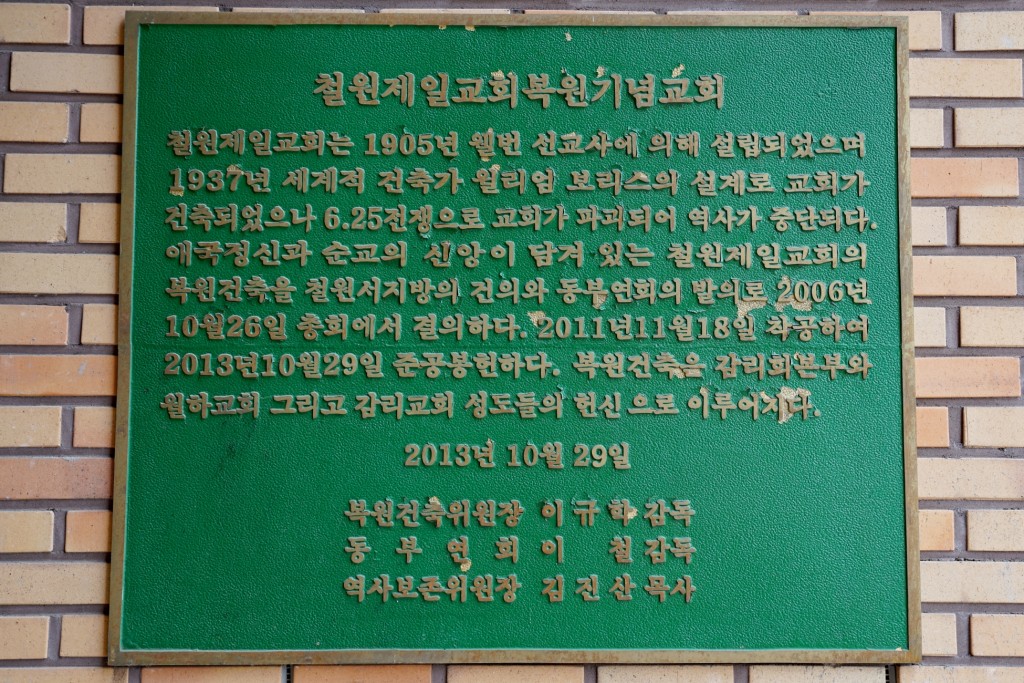 철원제일교회복원기념교회
철원제일교회는 1905년 웰번 선교사에 의해 설립되었으며
1937년 세계적 건축가 윌리엄 보리스의 설계로 교회가
건축되었으나 6.25전쟁으로 교회가 파괴되어 역사가 중단되다.
애국정신과 순교의 신앙이 담겨 있는 철원제일교회의
복원건축을 철원서지방의 건의와 동부연회의 발의로 2006년
10월26일 총회에서 결의하다. 2011년11월18일 착공하여
2013년10월29일 준공봉헌하다. 복원건축을 감리회본부와
월하교회 그리고 감리교회 성도들의 헌신으로 이루어지다.
2013년 10월 29일
복원건축위원장 이규학감독
동부연회 이 철감독
역사보존위원장 김진산목사